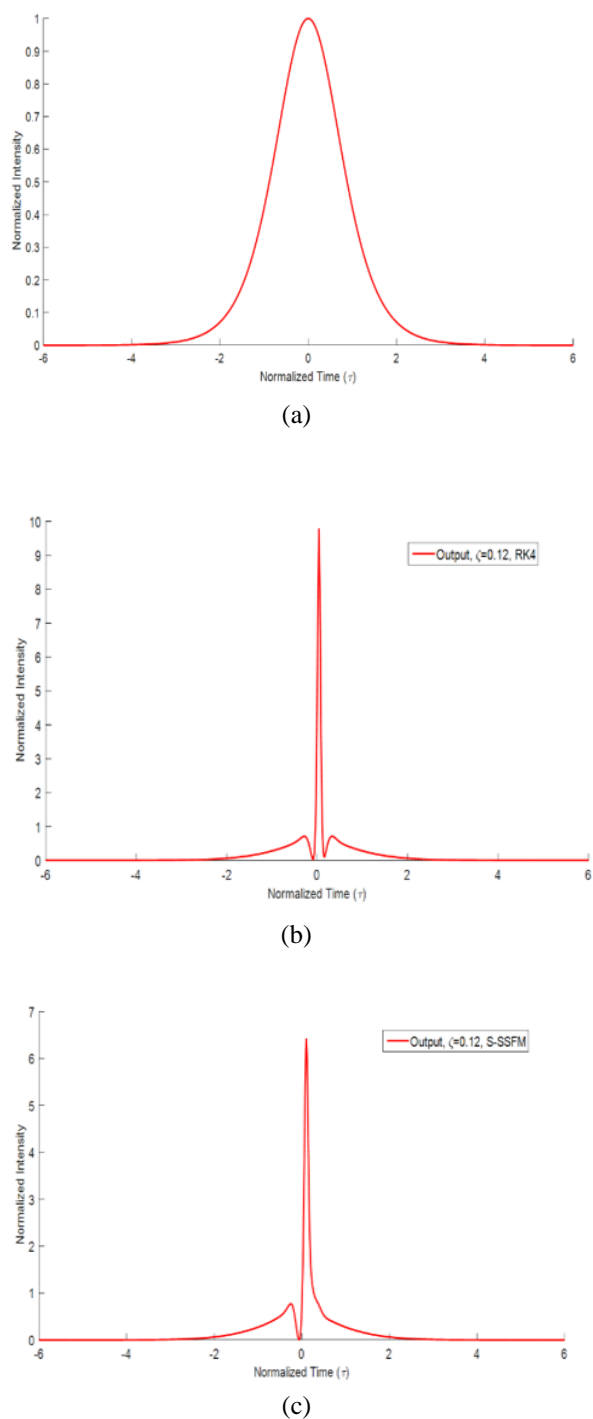 1
0.9
0.8
0.7
0.6
0.5
0.4
0.3
0.2
0.1
0
Normalized Intensity
-6 -4 -2 0 2 4 6
Normalized Time (τ)
(a)
10
9
8
7
6
5
4
3
2
1
0
Normalized Intensity
Output, ζ=0.12, RK4
-6 -4 -2 0 2 4 6
Normalized Time (τ)
(b)
7
6
5
4
3
2
1
0
Normalized Intensity
Output, ζ=0.12, S-SSFM
-6 -4 -2 0 2 4 6
Normalized Time (τ)
(c)